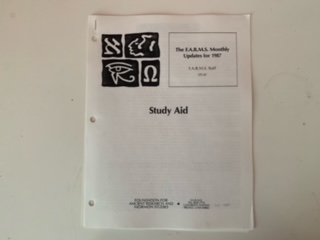 The F.A.R.M.S. Monthly
Updates for 1987
F.A.R.M.S. Staff
Study Aid
FOUNDATION FOR
ANCIENT RESEARCH AND
MORMON STUDIES